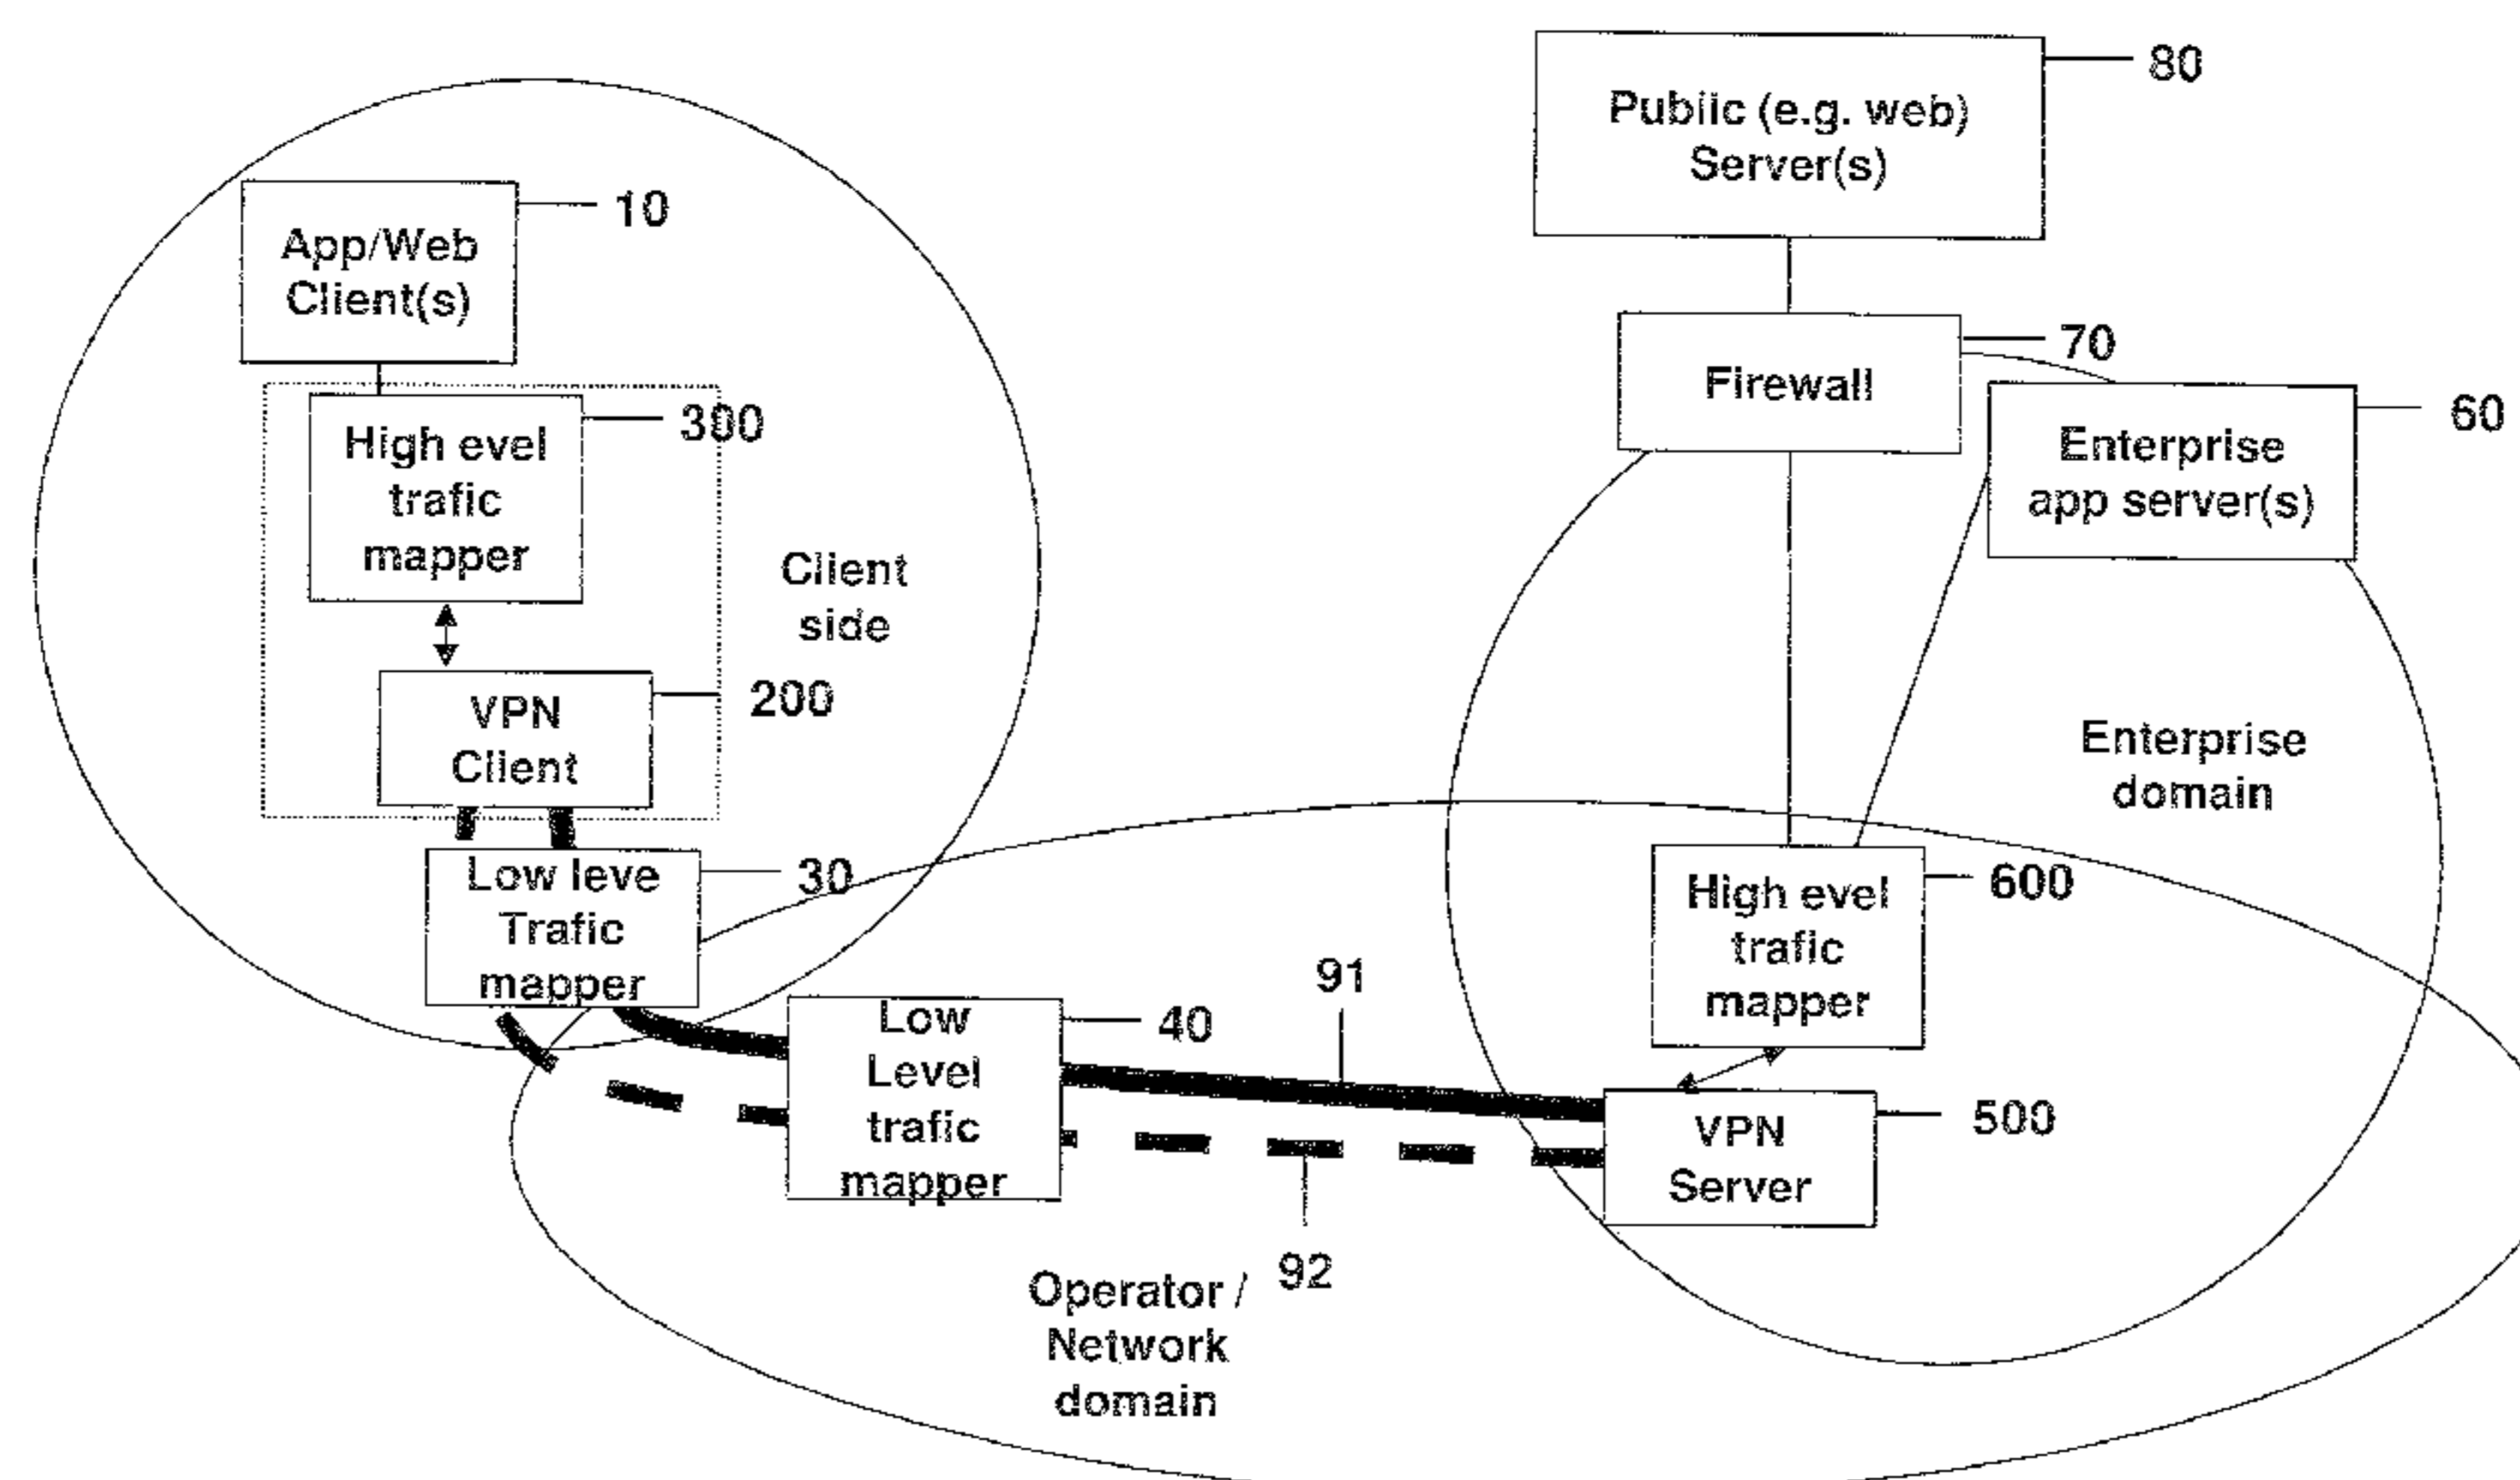 80
Public (e.g. web)
Server(s)
10
App/Web
Client(s)
70
Firewall
60
Enterprise
app server(s)
300
High evel
trafic
mapper
Client
side
200
VPN
Client
Enterprise
domain
30
Low leve
Trafic
mapper
600
High evel
trafic
mapper
91
40
Low
Level
trafic
mapper
500
VPN
Server
92
Operator /
Network
domain